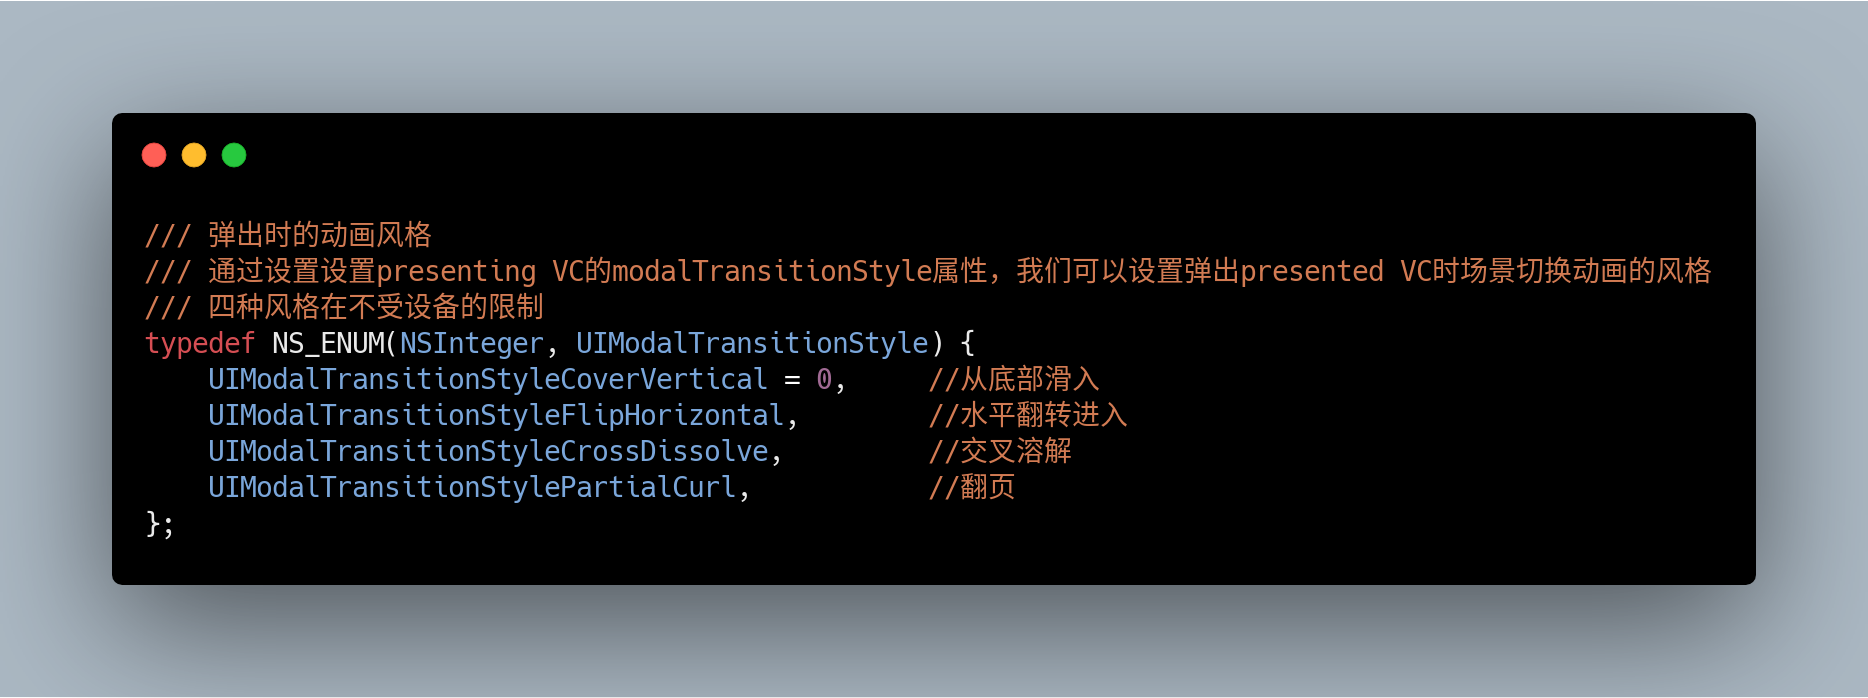 /// 弹出时的动画风格
/// 通过设置设置presenting VC的modalTransitionStyle属性，我们可以设置弹出presented VC时场景切换动画的风格
/// 四种风格在不受设备的限制
typedef NS_ENUM(NSInteger, UIModalTransitionStyle) {
    UIModalTransitionStyleCoverVertical = 0,     //从底部滑入
    UIModalTransitionStyleFlipHorizontal,        //水平翻转进入
    UIModalTransitionStyleCrossDissolve,         //交叉溶解
    UIModalTransitionStylePartialCurl,           //翻页
};